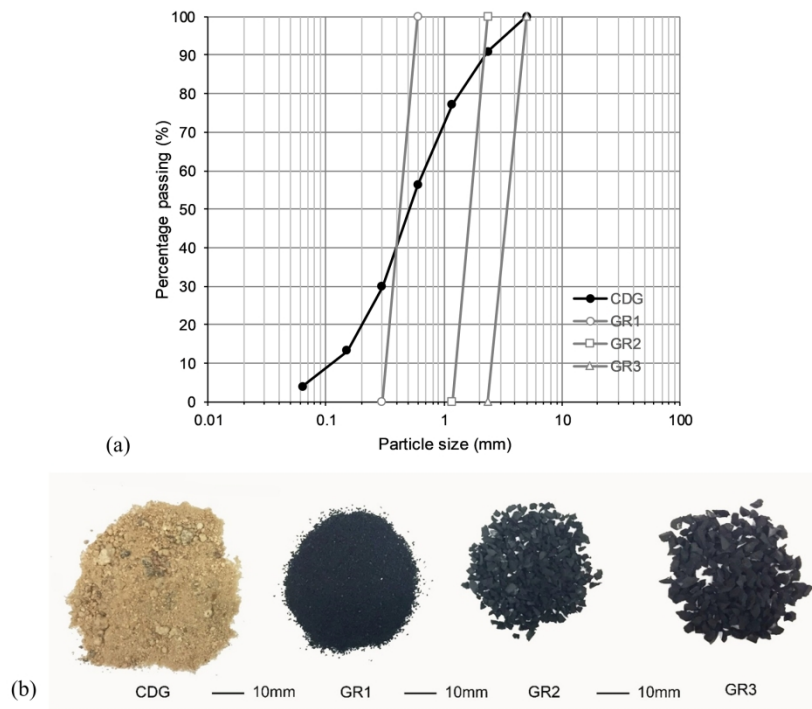 100
90
80
70
60
50
40
30
20
10
0
Percentage passing (%)
CDG
GR1
GR2
GR3
0.01 0.1 1 10 100
Particle size (mm)
(a)
(b)
CDG 10mm GR1 10mm GR2 10mm GR3